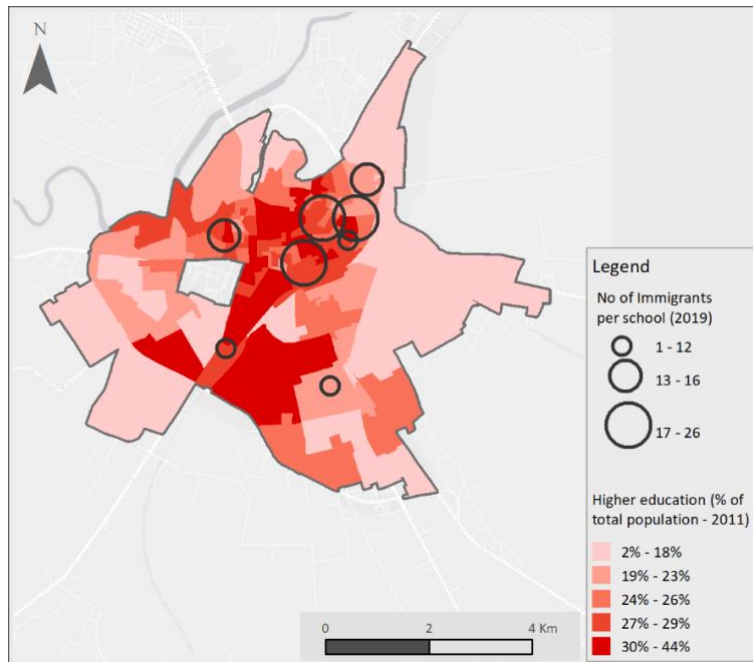 N
Legend
No of Immigrants
per school (2019)
1 - 12
13 - 16
17 - 26
Higher education (% of
total population - 2011)
2% - 18%
19% - 23%
24% - 26%
27% - 29%
30% - 44%
0 2 4 Km